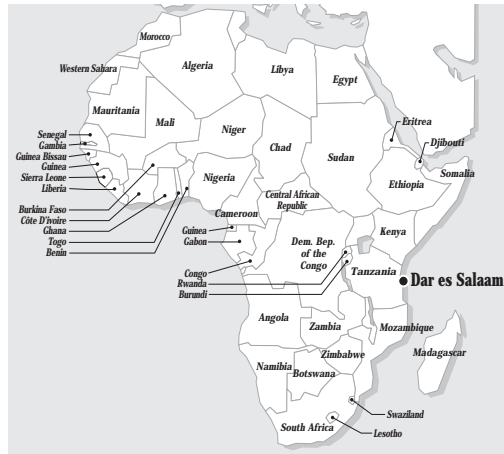 Morocco
Algeria
Libya
Egypt
Western Sahara
Mauritania
Mali
Niger
Chad
Sudan
Eritrea
Djibouti
Senegal
Gambia
Guinea Bissau
Guinea
Sierra Leone
Liberia
Burkina Faso
Côte D'ivoire
Ghana
Togo
Benin
Nigeria
Cameroon
Central African
Republic
Ethiopia
Somalia
Guinea
Gabon
Congo
Rwanda
Burundi
Dem. Bep.
of the
Congo
Kenya
Tanzania
Dar es Salaam
Angola
Zambia
Mozambique
Zimbabwe
Madagascar
Namibia
Botswana
Swaziland
Lesotho
South Africa